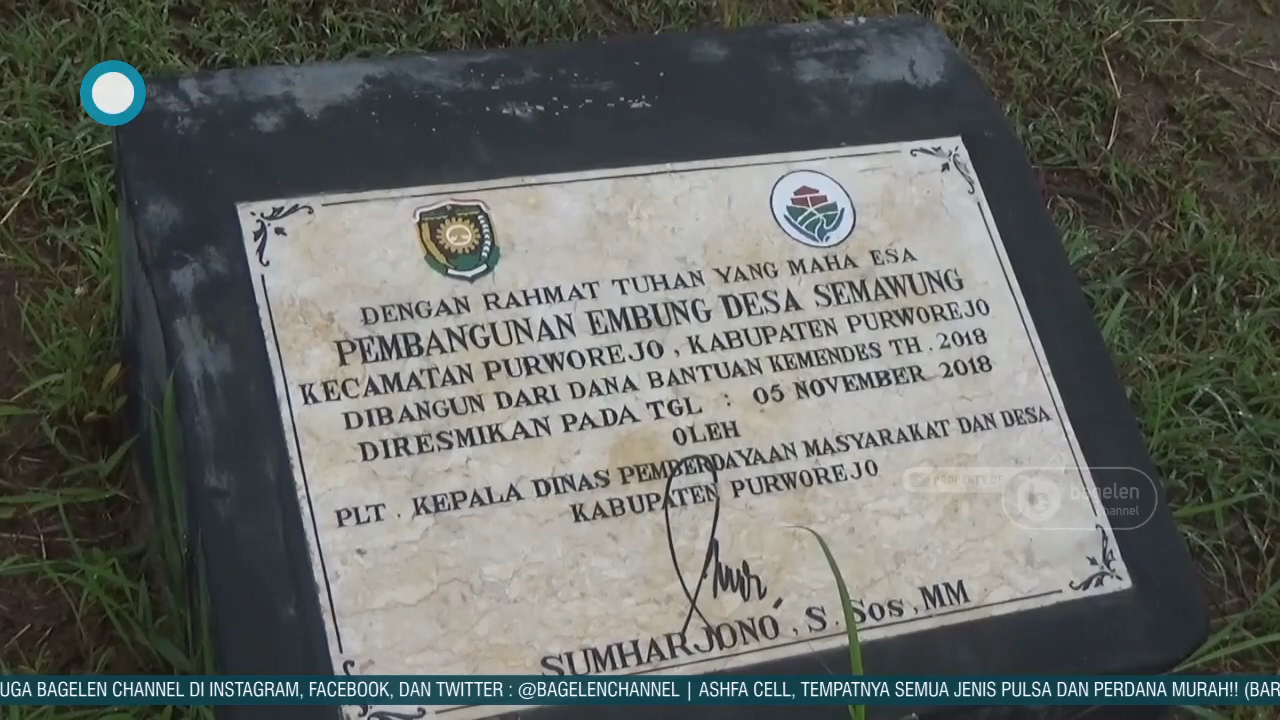 DENGAN RAHMAT TUHAN YANG MAHA ESA
PEMBANGUNAN EMBUNG DESA SEMAWUNG
KECAMATAN PURWOREJO , KABUPATEN PURWOREJO
DIBANGUN DARI DANA BANTUAN KEMENDES TH . 2018
DIRESMIKAN PADA TGL : 05 NOVEMBER 2018
OLEH
PLT . KEPALA DINAS PEMBERDAYAAN MASYARAKAT DAN DESA
KABUPATEN PURWOREJO
SUMHARJONO , S . Sos , MM
PROPERTY OF
bagelen
channel
UGA BAGELEN CHANNEL DI INSTAGRAM, FACEBOOK, DAN TWITTER : @BAGELENCHANNEL | ASHFA CELL, TEMPATNYA SEMUA JENIS PULSA DAN PERDANA MURAH!! (BAR